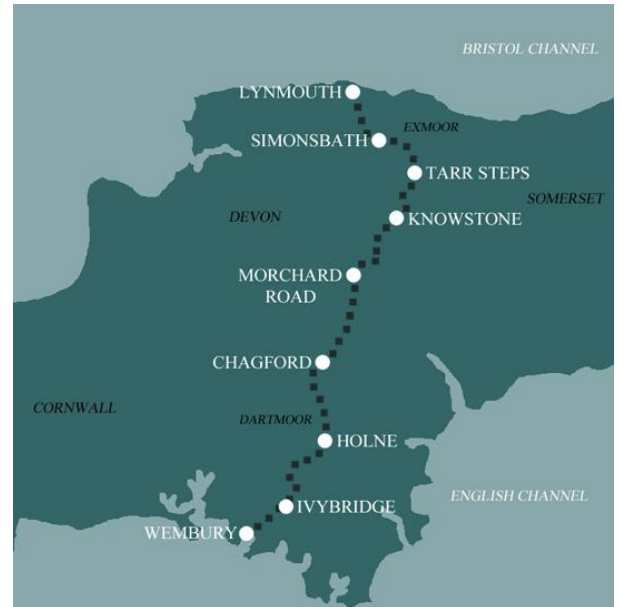 BRISTOL CHANNEL
LYNMOUTH
EXMOOR
SIMONSBATH
TARR STEPS
SOMERSET
DEVON
KNOWSTONE
MORCHARD
ROAD
CHAGFORD
CORNWALL
DARTMOOR
HOLNE
ENGLISH CHANNEL
IVYBRIDGE
WEMBURY